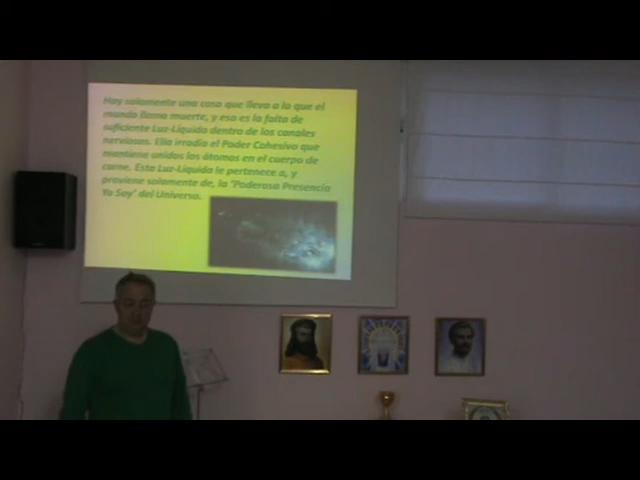 Hay solamente una cosa que lleva a lo que el
mundo llama muerte, y esa es la falta de
suficiente Luz-Líquida dentro de los canales
nerviosos. Ella irradia el Poder Cohesivo que
mantiene unidos los átomos en el cuerpo de
carne. Esta Luz-Líquida le pertenece a, y
proviene solamente de, la "Poderosa Presencia
Yo Soy" del Universo.